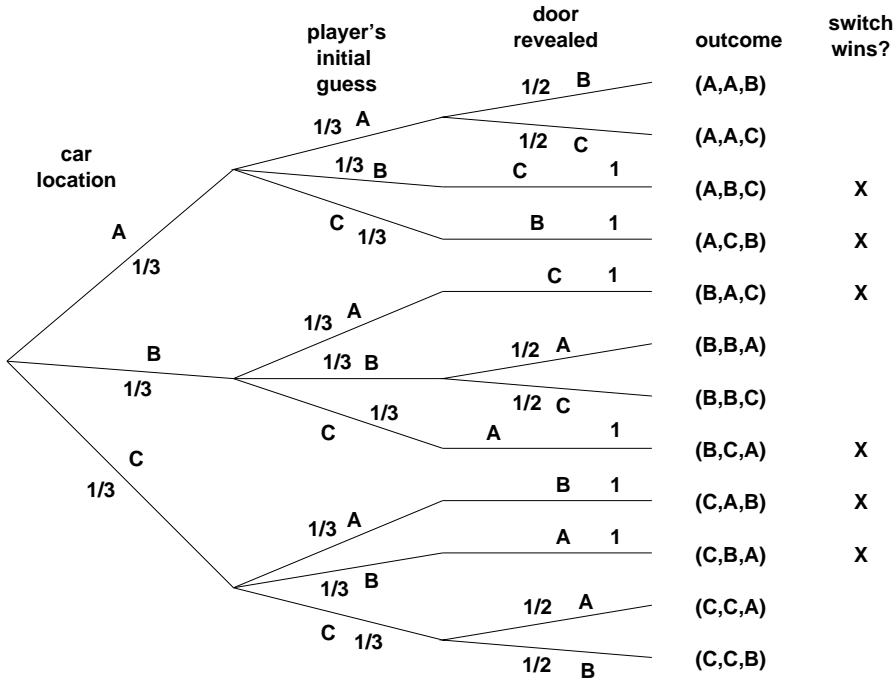 car
location
player's
initial
guess
door
revealed
outcome
switch
wins?
1/2 B
(A,A,B)
1/3 A
1/2 C
(A,A,C)
1/3 B
C 1
(A,B,C) X
C 1/3
B 1
(A,C,B) X
A
1/3
C 1
(B,A,C) X
1/3 A
1/2 A
(B,B,A)
B
1/3
1/3 B
1/2 C
(B,B,C)
C 1/3
A 1
(B,C,A) X
C
1/3
B 1
(C,A,B) X
1/3 A
A 1
(C,B,A) X
1/3 B
1/2 A
(C,C,A)
C 1/3
1/2 B
(C,C,B)